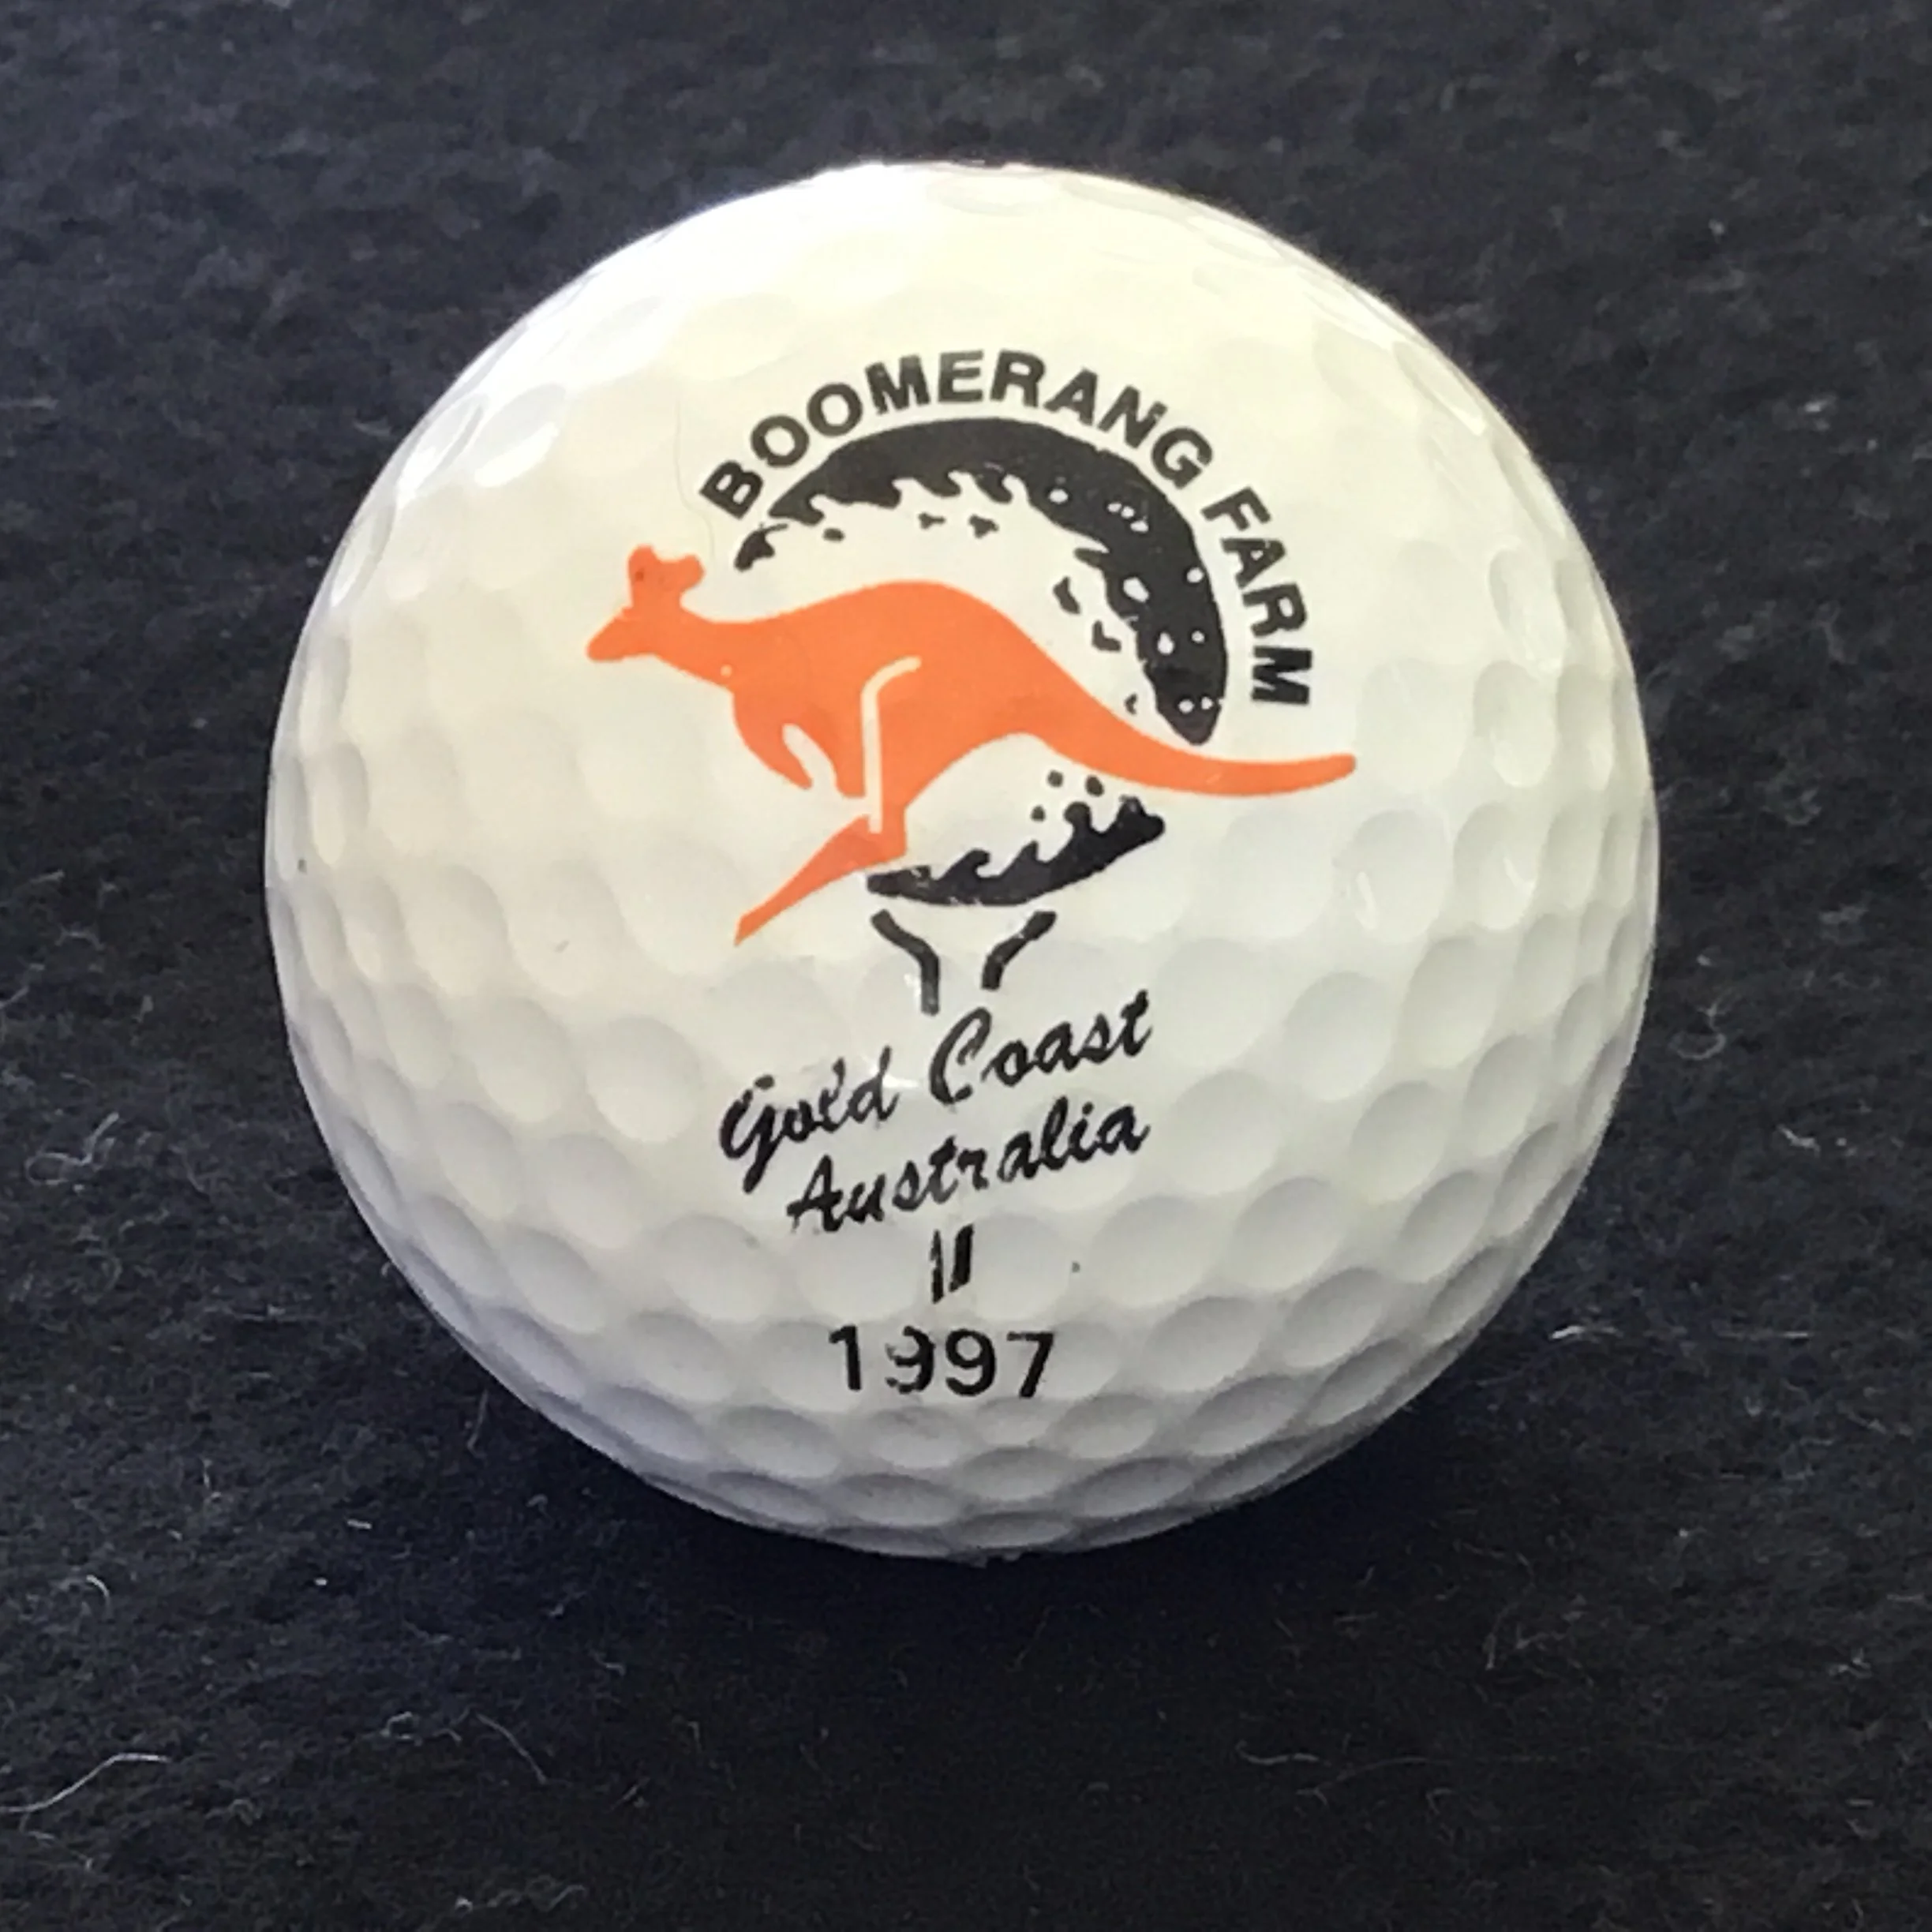 BOOMERANG FARM
Gold Coast
Australia
1997